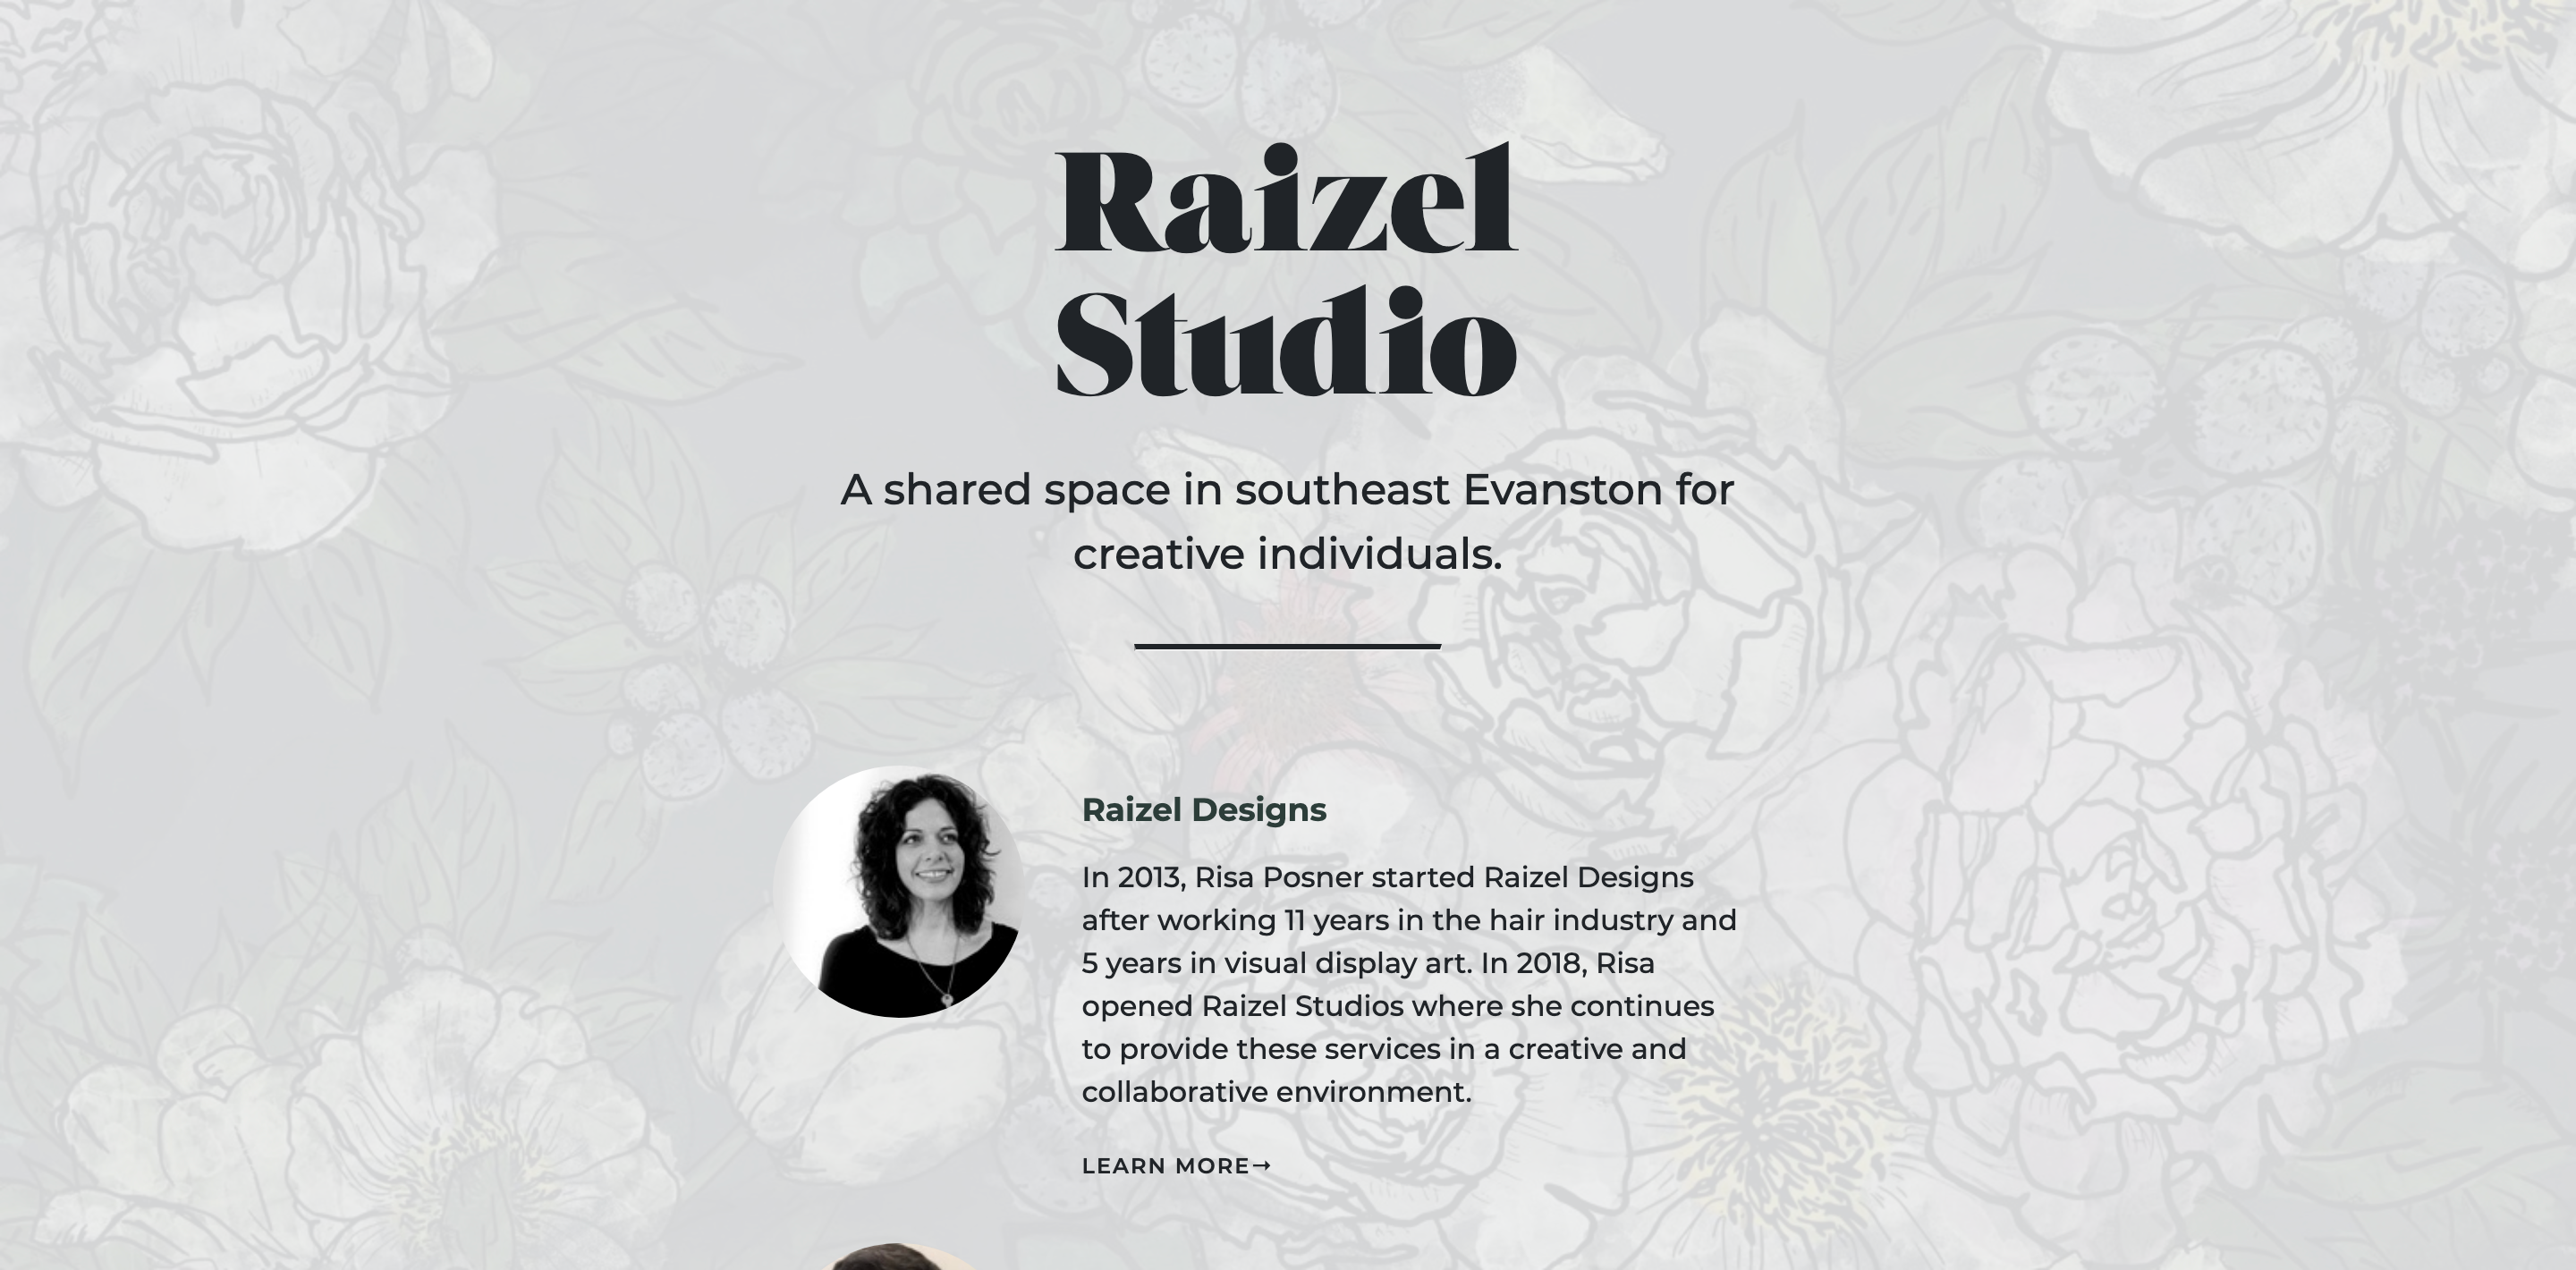 Raizel
Studio
A shared space in southeast Evanston for
creative individuals.
Raizel Designs
In 2013, Risa Posner started Raizel Designs
after working 11 years in the hair industry and
5 years in visual display art. In 2018, Risa
opened Raizel Studios where she continues
to provide these services in a creative and
collaborative environment.
LEARN MORE→